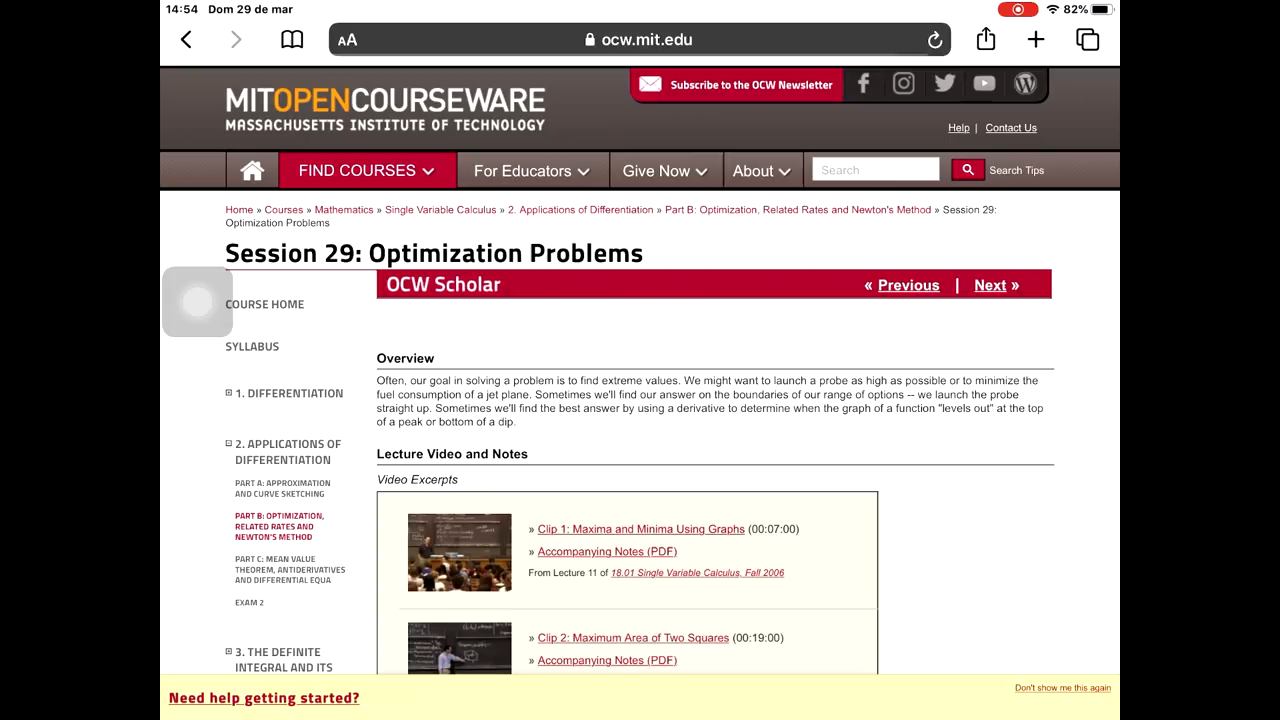 14:54 Dom 29 de mar 82%
AA ocw.mit.edu
Subscribe to the OCW Newsletter
MITOPENCOURSEWARE
MASSACHUSETTS INSTITUTE OF TECHNOLOGY
Help | Contact Us
FIND COURSES For Educators Give Now About Search Search Tips
Home » Courses » Mathematics » Single Variable Calculus » 2. Applications of Differentiation » Part B: Optimization, Related Rates and Newton's Method » Session 29:
Optimization Problems
Session 29: Optimization Problems
OCW Scholar « Previous | Next »
COURSE HOME
SYLLABUS
1. DIFFERENTIATION
2. APPLICATIONS OF
DIFFERENTIATION
PART A: APPROXIMATION
AND CURVE SKETCHING
PART B: OPTIMIZATION,
RELATED RATES AND
NEWTON'S METHOD
PART C: MEAN VALUE
THEOREM, ANTIDERIVATIVES
AND DIFFERENTIAL EQUA
EXAM 2
3. THE DEFINITE
INTEGRAL AND ITS
Overview
Often, our goal in solving a problem is to find extreme values. We might want to launch a probe as high as possible or to minimize the
fuel consumption of a jet plane. Sometimes we'll find our answer on the boundaries of our range of options -- we launch the probe
straight up. Sometimes we'll find the best answer by using a derivative to determine when the graph of a function "levels out" at the top
of a peak or bottom of a dip.
Lecture Video and Notes
Video Excerpts
» Clip 1: Maxima and Minima Using Graphs (00:07:00)
» Accompanying Notes (PDF)
From Lecture 11 of 18.01 Single Variable Calculus, Fall 2006
» Clip 2: Maximum Area of Two Squares (00:19:00)
» Accompanying Notes (PDF)
Need help getting started?
Don't show me this again